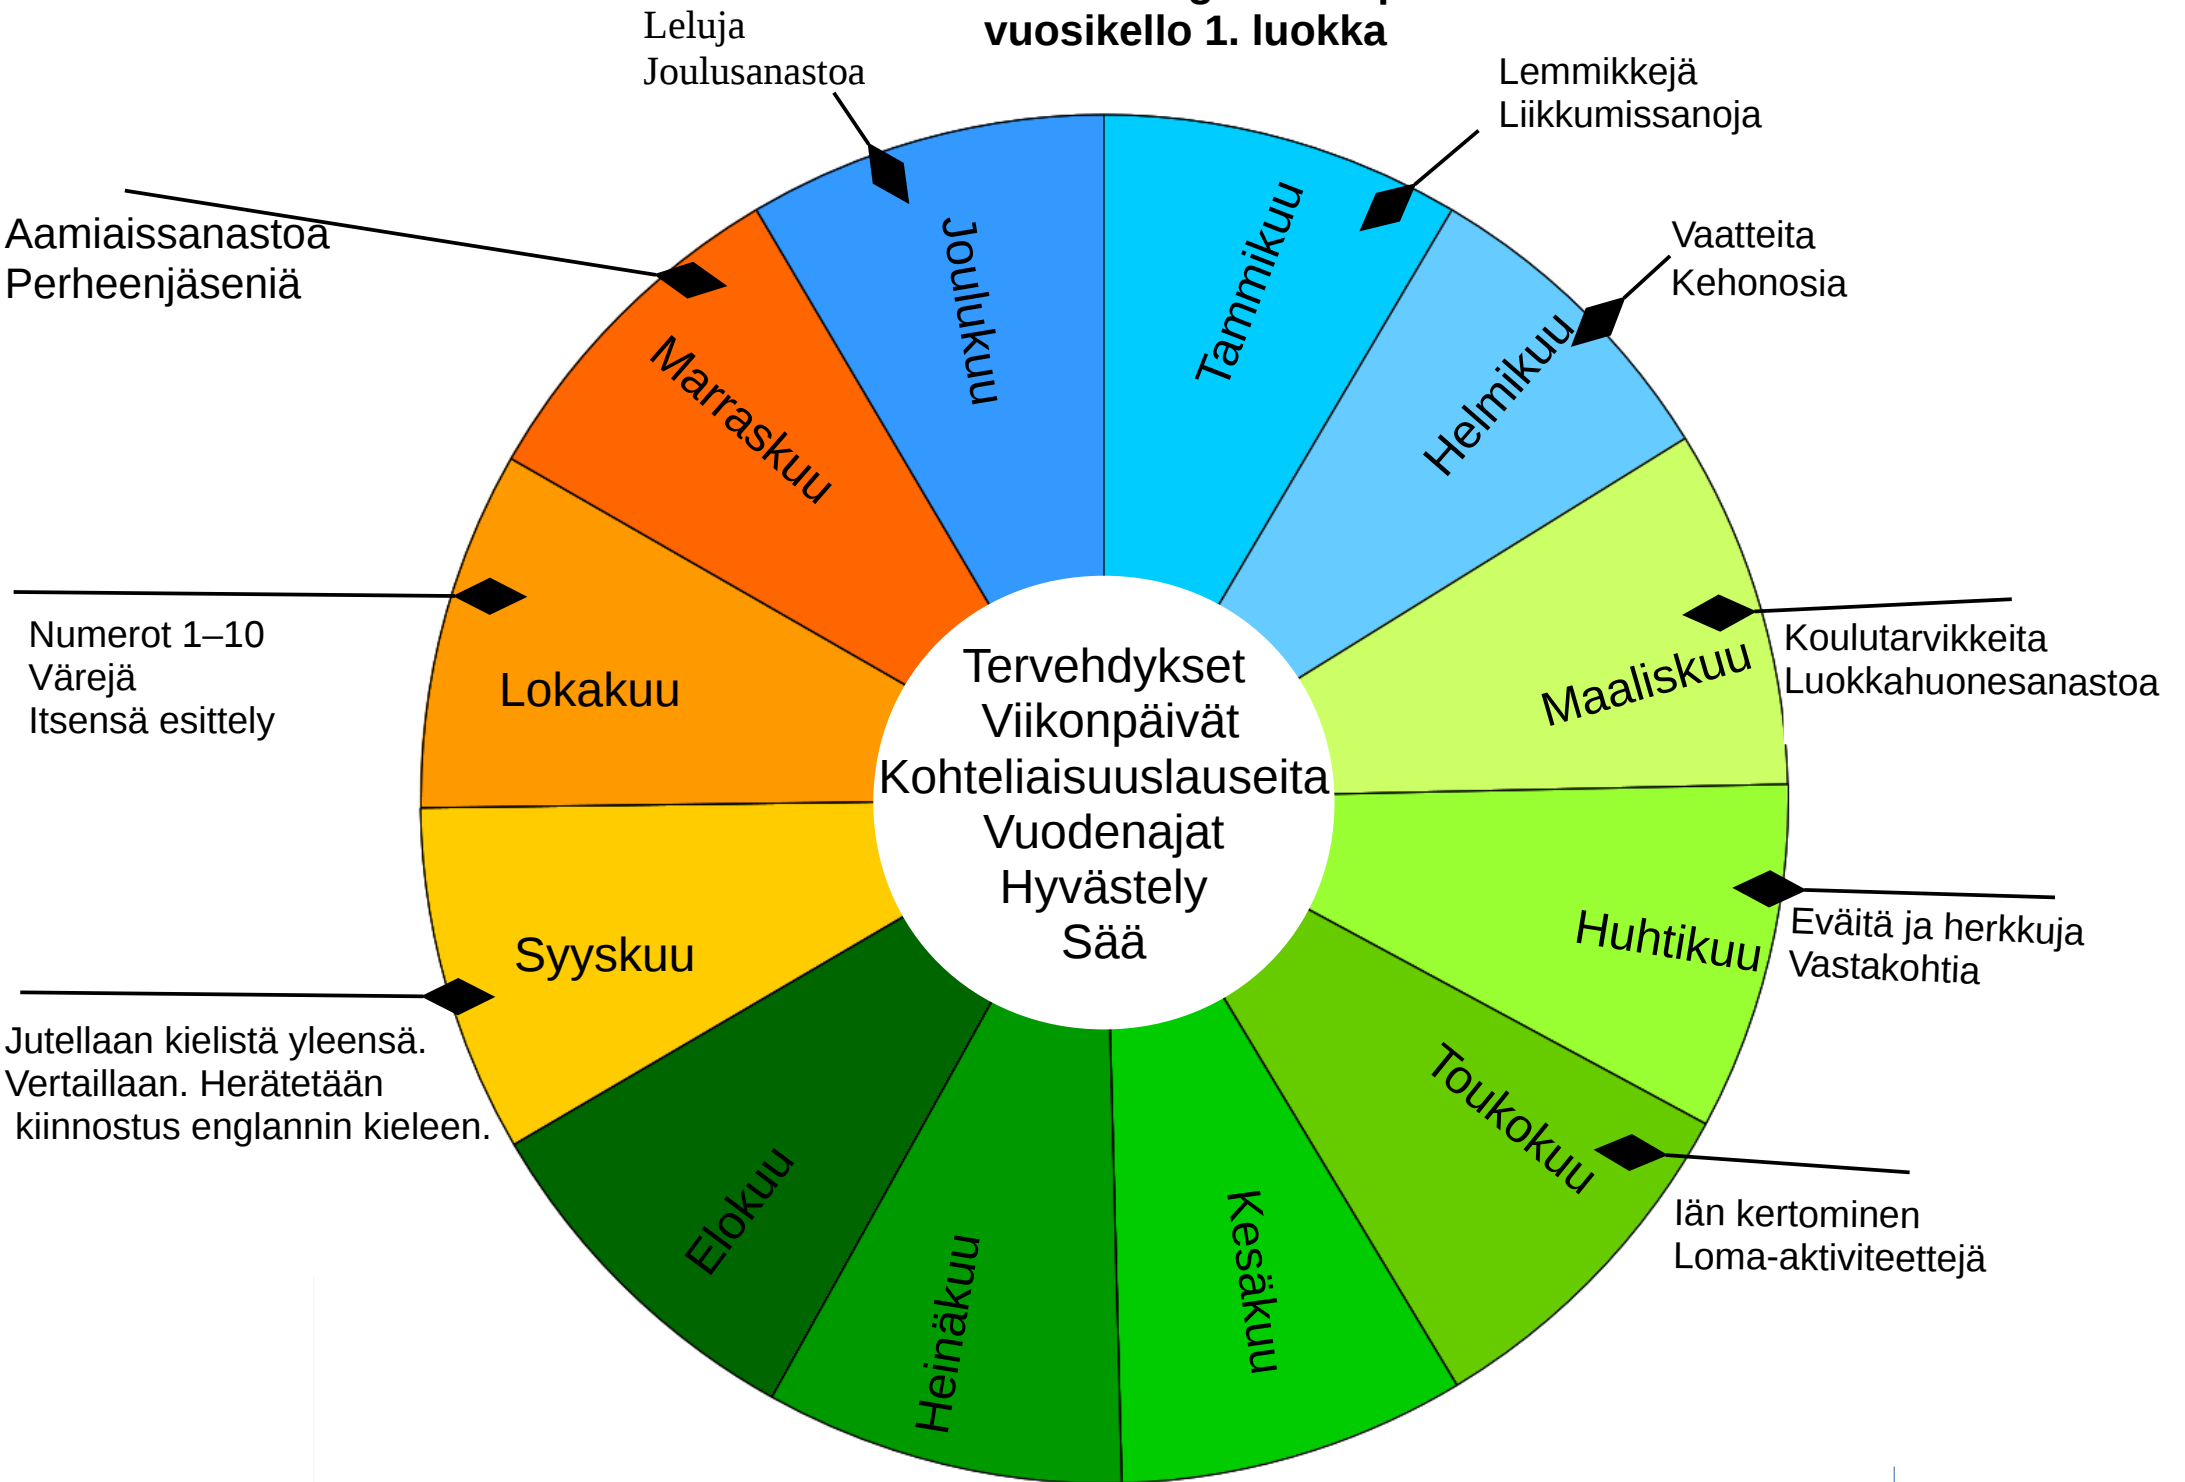 vuosikello 1. luokka
Leluja
Joulusanastoa
Lemmikkejä
Liikkumissanoja
Aamiaissanastoa
Perheenjäseniä
Vaatteita
Kehonosia
Joulukuu
Tammikuu
Marraskuu
Helmikuu
Numerot 1–10
Värejä
Itsensä esittely
Lokakuu
Maaliskuu
Koulutarvikkeita
Luokkahuonesanastoa
Tervehdykset
Viikonpäivät
Kohteliaisuuslauseita
Vuodenajat
Hyvästely
Sää
Syyskuu
Huhtikuu
Eväitä ja herkkuja
Vastakohtia
Jutellaan kielistä yleensä.
Vertaillaan. Herätetään
kiinnostus englannin kieleen.
Elokuu
Heinäkuu
Kesäkuu
Toukokuu
Iän kertominen
Loma-aktiviteettejä